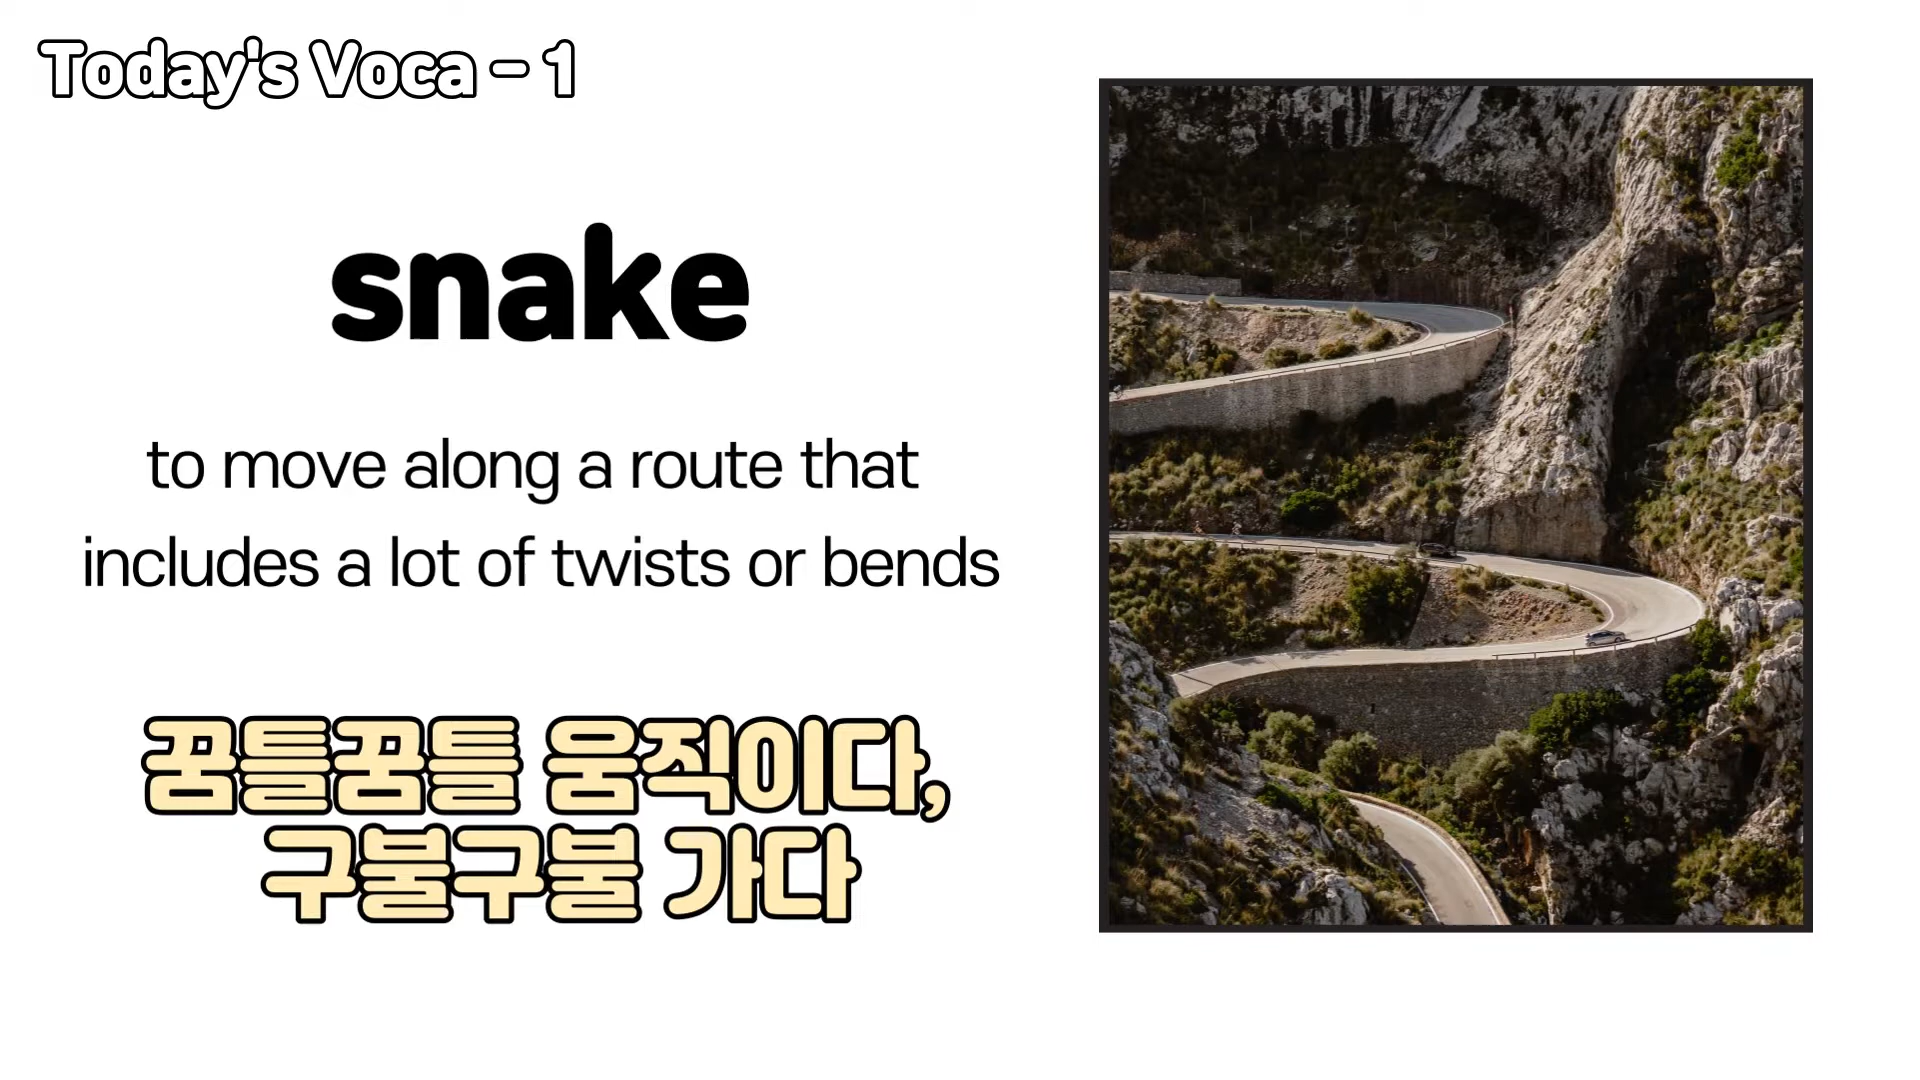 Today's Voca - 1
snake
to move along a route that
includes a lot of twists or bends
꿈틀꿈틀 움직이다,
구불구불 가다